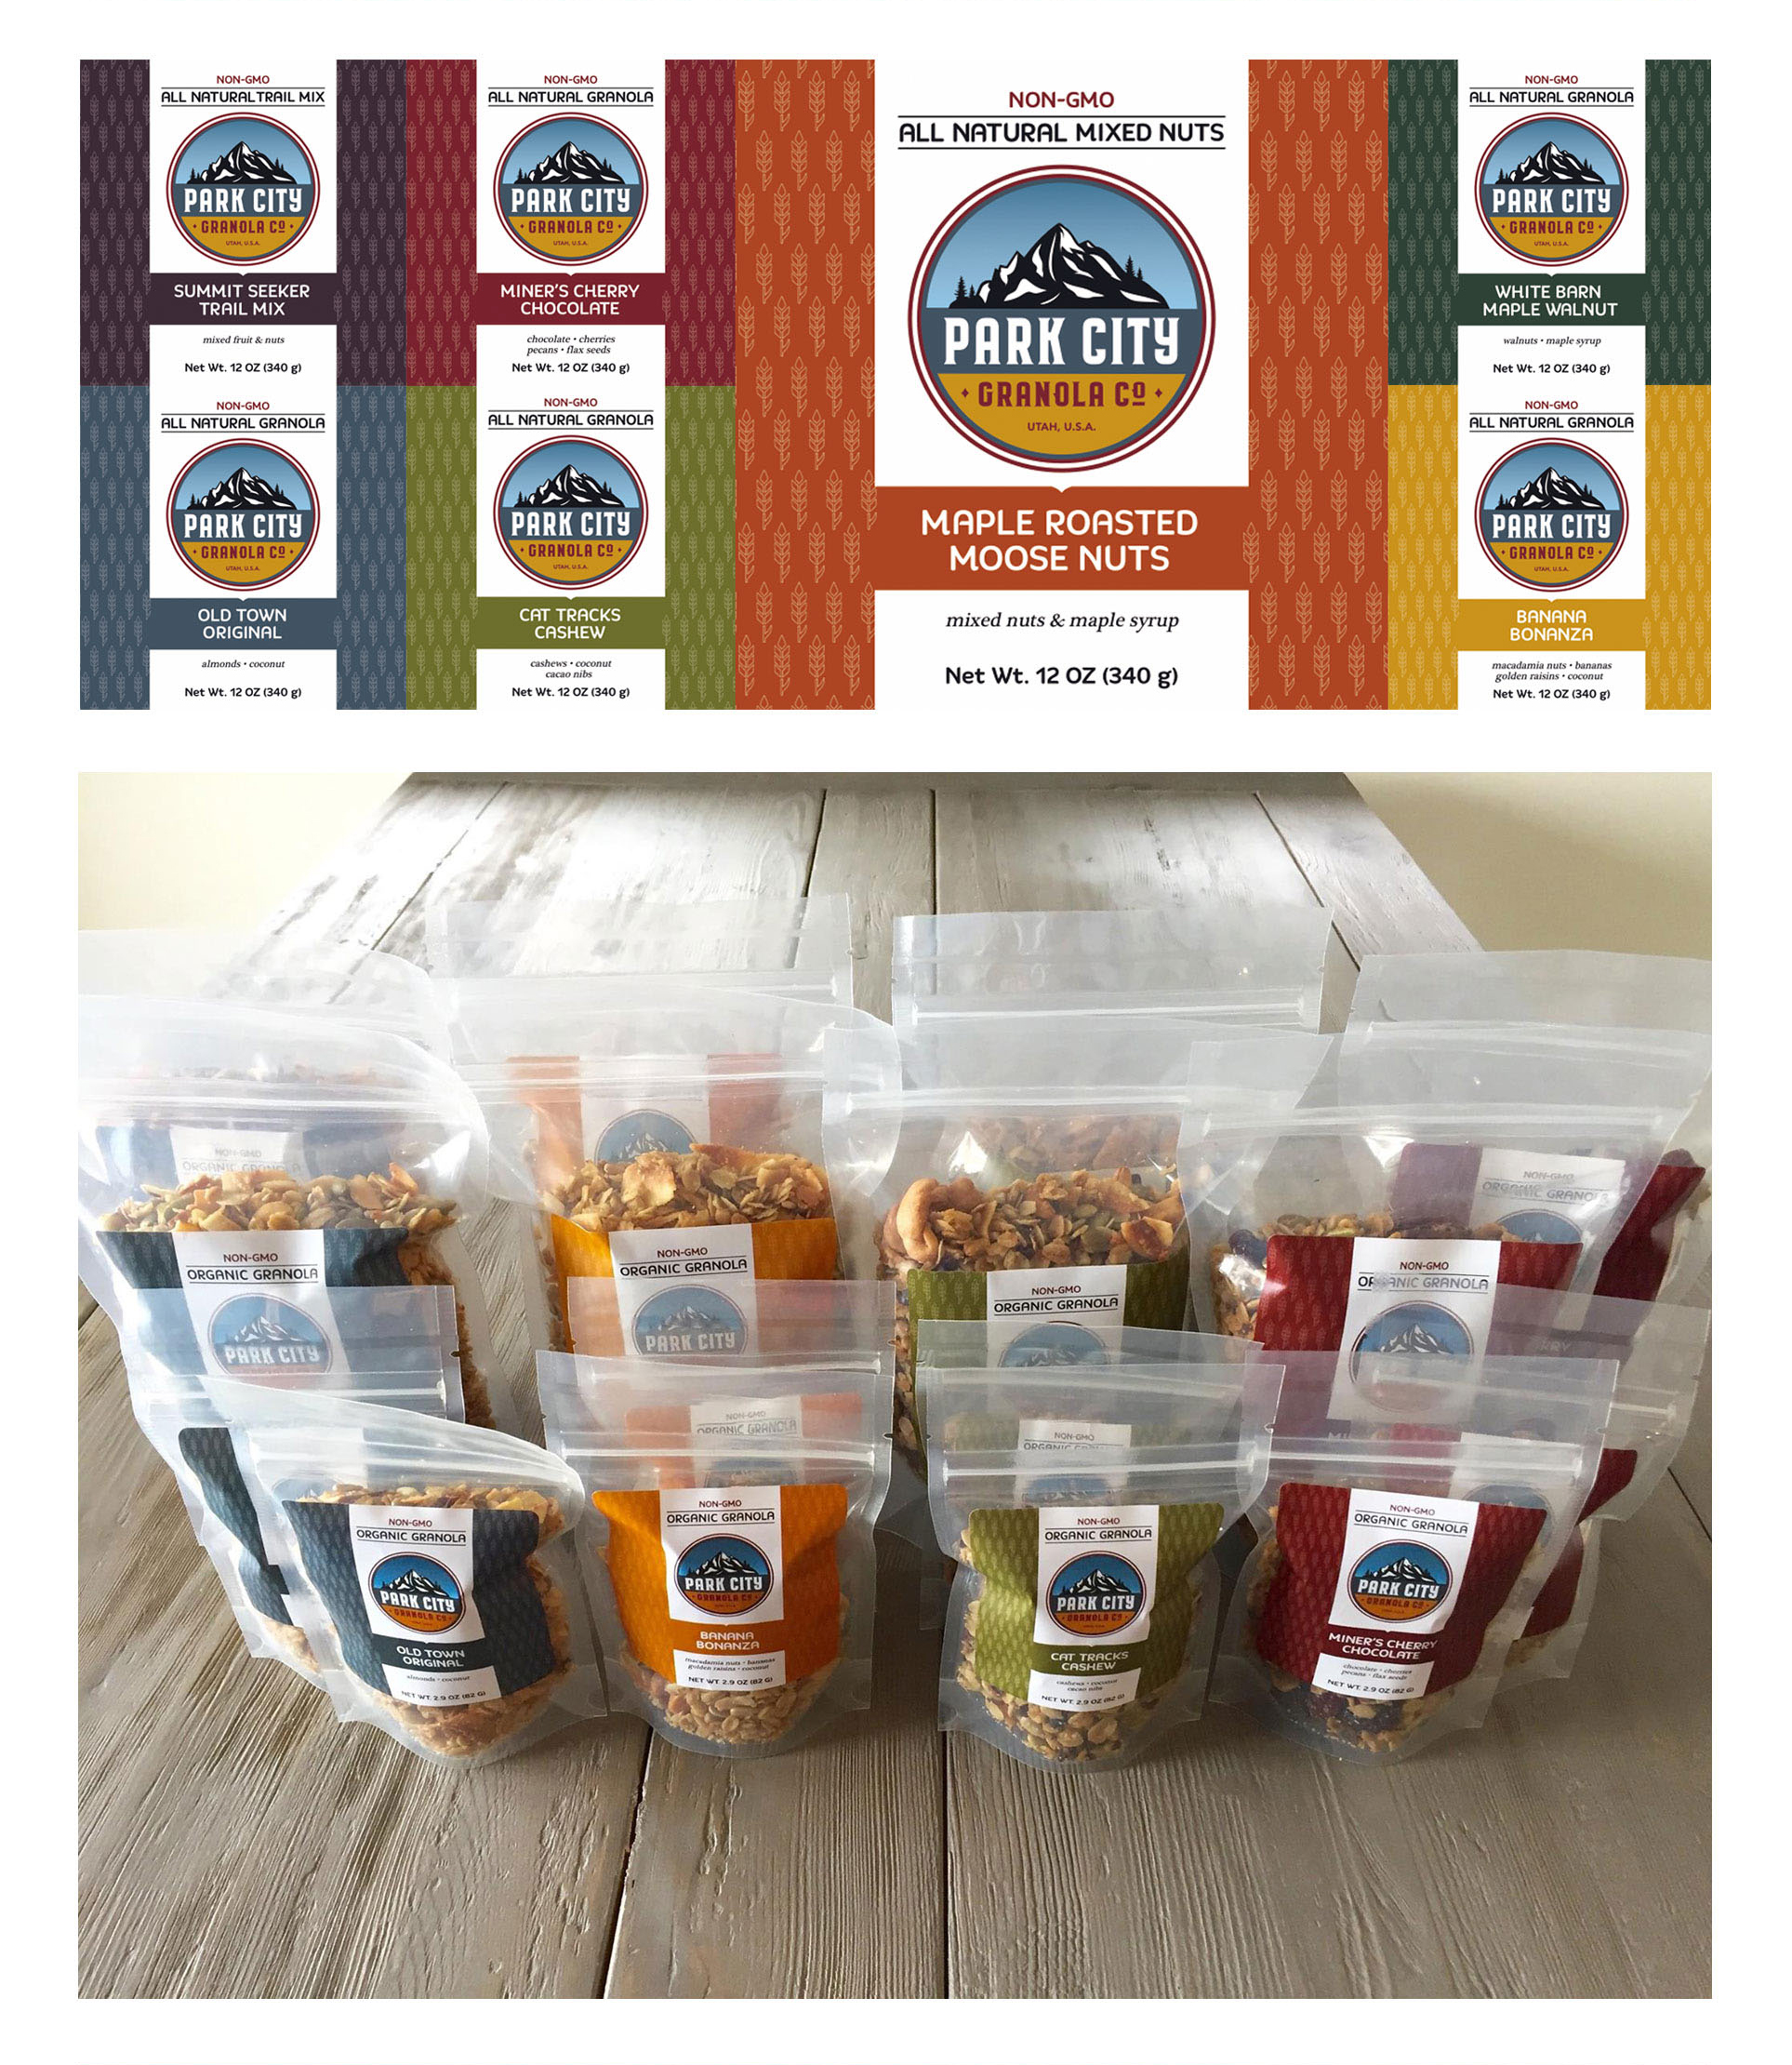 NON-GMO
ALL NATURAL TRAIL MIX
PARK CITY
GRANOLA Cº
UTAH, U.S.A.
SUMMIT SEEKER
TRAIL MIX
mixed fruit & nuts
Net Wt. 12 OZ (340 g)
NON-GMO
ALL NATURAL GRANOLA
PARK CITY
GRANOLA Cº
UTAH, U.S.A.
MINER'S CHERRY
CHOCOLATE
chocolate • cherries
pecans • flax seeds
Net Wt. 12 OZ (340 g)
NON-GMO
ALL NATURAL MIXED NUTS
PARK CITY
GRANOLA Cº
UTAH, U.S.A.
MAPLE ROASTED
MOOSE NUTS
mixed nuts & maple syrup
Net Wt. 12 OZ (340 g)
NON-GMO
ALL NATURAL GRANOLA
PARK CITY
GRANOLA Cº
UTAH, U.S.A.
WHITE BARN
MAPLE WALNUT
walnuts • maple syrup
Net Wt. 12 OZ (340 g)
NON-GMO
ALL NATURAL GRANOLA
PARK CITY
GRANOLA Cº
UTAH, U.S.A.
OLD TOWN
ORIGINAL
almonds • coconut
Net Wt. 12 OZ (340 g)
NON-GMO
ALL NATURAL GRANOLA
PARK CITY
GRANOLA Cº
UTAH, U.S.A.
CAT TRACKS
CASHEW
cashews • coconut
cacao nibs
Net Wt. 12 OZ (340 g)
NON-GMO
ALL NATURAL GRANOLA
PARK CITY
GRANOLA Cº
UTAH, U.S.A.
BANANA
BONANZA
macadamia nuts • bananas
golden raisins • coconut
Net Wt. 12 OZ (340 g)
NON-GMO
ORGANIC GRANOLA
NON-GMO
ORGANIC GRANOLA
NON-GMO
ORGANIC GRANOLA
PARK CITY
NON-GMO
ORGANIC GRANOLA
PARK CITY
NON-GMO
ORGANIC GRANOLA
NON-GMO
ORGANIC GRANOLA
NON-GMO
ORGANIC GRANOLA
NON-GMO
NON-GMO
ORGANIC GRANOLA
PARK CITY
GRANOLA Cº
OLD TOWN
ORIGINAL
almonds • coconut
NET WT. 2.9 OZ (82 G)
NON-GMO
ORGANIC GRANOLA
PARK CITY
GRANOLA Cº
BANANA
BONANZA
macadamia nuts • bananas
golden raisins • coconut
NET WT. 2.9 OZ (82 G)
NON-GMO
ORGANIC GRANOLA
PARK CITY
GRANOLA Cº
CAT TRACKS
CASHEW
cashews • coconut
cacao nibs
NET WT. 2.9 OZ (82 G)
NON-GMO
ORGANIC GRANOLA
PARK CITY
GRANOLA Cº
MINER'S CHERRY
CHOCOLATE
chocolate • cherries
pecans • flax seeds
NET WT. 2.9 OZ (82 G)